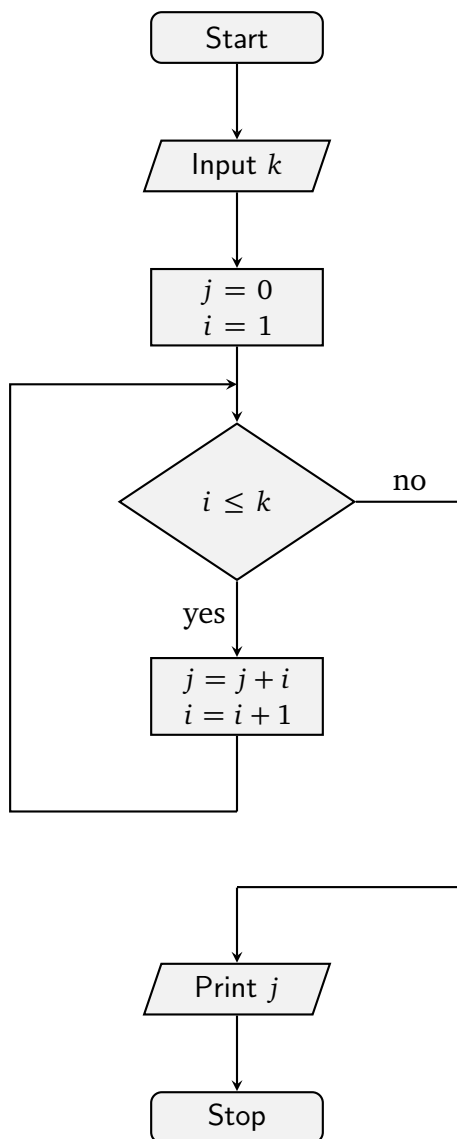 Start
Input k
j = 0
i = 1
i ≤ k
no
yes
j = j + i
i = i + 1
Print j
Stop